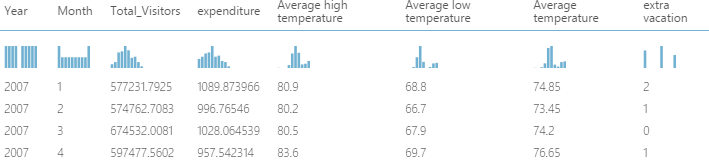 Year Month Total_Visitors expenditure Average high temperature Average low temperature Average temperature extra vacation
2007 1 577231.7925 1089.873966 80.9 68.8 74.85 2
2007 2 574762.7083 996.76546 80.2 66.7 73.45 1
2007 3 674532.0081 1028.064539 80.5 67.9 74.2 0
2007 4 597477.5602 957.542314 83.6 69.7 76.65 1